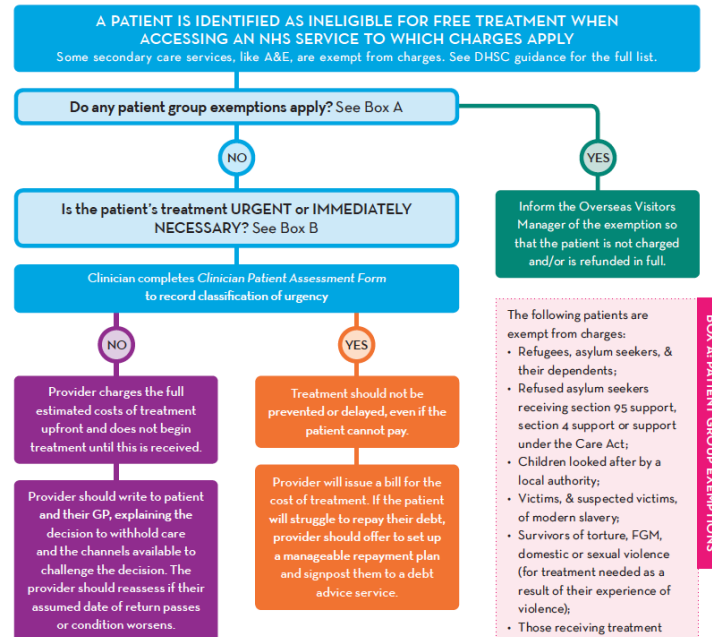 A PATIENT IS IDENTIFIED AS INELIGIBLE FOR FREE TREATMENT WHEN
ACCESSING AN NHS SERVICE TO WHICH CHARGES APPLY
Some secondary care services, like A&E, are exempt from charges. See DHSC guidance for the full list.
Do any patient group exemptions apply? See Box A
NO
YES
Is the patient's treatment URGENT or IMMEDIATELY
NECESSARY? See Box B
Inform the Overseas Visitors
Manager of the exemption so
that the patient is not charged
and/or is refunded in full.
Clinician completes Clinician Patient Assessment Form
to record classification of urgency
NO
YES
Provider charges the full
estimated costs of treatment
upfront and does not begin
treatment until this is received.
Treatment should not be
prevented or delayed, even if the
patient cannot pay.
Provider should write to patient
and their GP, explaining the
decision to withhold care
and the channels available to
challenge the decision. The
provider should reassess if their
assumed date of return passes
or condition worsens.
Provider will issue a bill for the
cost of treatment. If the patient
will struggle to repay their debt,
provider should offer to set up
a manageable repayment plan
and signpost them to a debt
advice service.
The following patients are
exempt from charges:
• Refugees, asylum seekers, &
their dependents;
• Refused asylum seekers
receiving section 95 support,
section 4 support or support
under the Care Act;
• Children looked after by a
local authority;
• Victims, & suspected victims,
of modern slavery;
• Survivors of torture, FGM,
domestic or sexual violence
(for treatment needed as a
result of their experience of
violence);
• Those receiving treatment
BOX A: PATIENT GROUP EXEMPTIONS